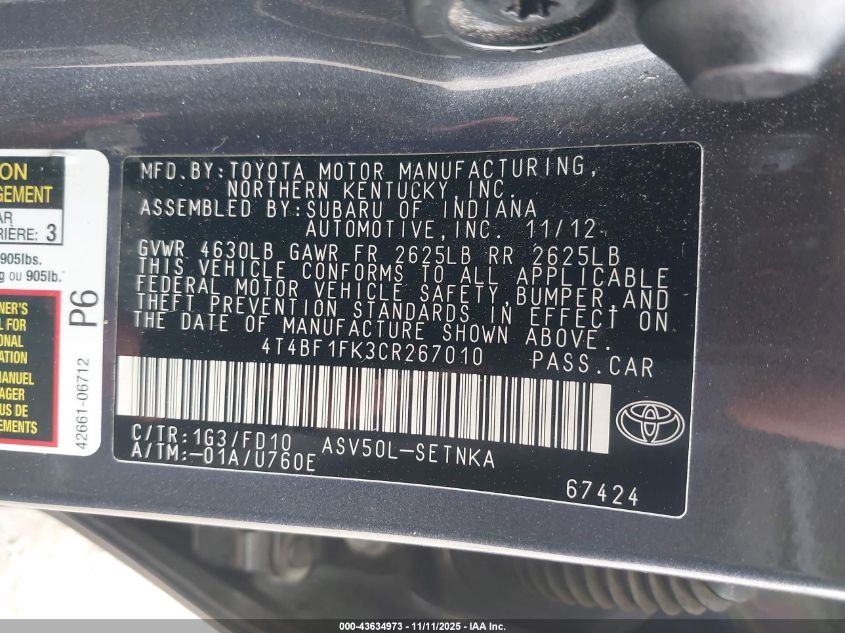 ON
GEMENT
AR
RIÈRE: 3
905lbs.
g ou 905lb.
NER'S
L FOR
ONAL
ATION
MANUEL
AGER
US DE
ATION
P6
42661-06712
MFD.BY:TOYOTA MOTOR MANUFACTURING,
NORTHERN KENTUCKY,INC.
ASSEMBLED BY:SUBARU OF INDIANA
AUTOMOTIVE,INC. 11/12
GVWR 4630LB GAWR FR 2625LB RR 2625LB
THIS VEHICLE CONFORMS TO ALL APPLICABLE
FEDERAL MOTOR VEHICLE SAFETY,BUMPER,AND
THEFT PREVENTION STANDARDS IN EFFECT ON
THE DATE OF MANUFACTURE SHOWN ABOVE.
4T4BF1FK3CR267010 PASS.CAR
C/TR:1G3/FD10 ASV50L-SETNKA
A/TM:-01A/U760E
67424
000-43634973 - 11/11/2025 - IAA Inc.